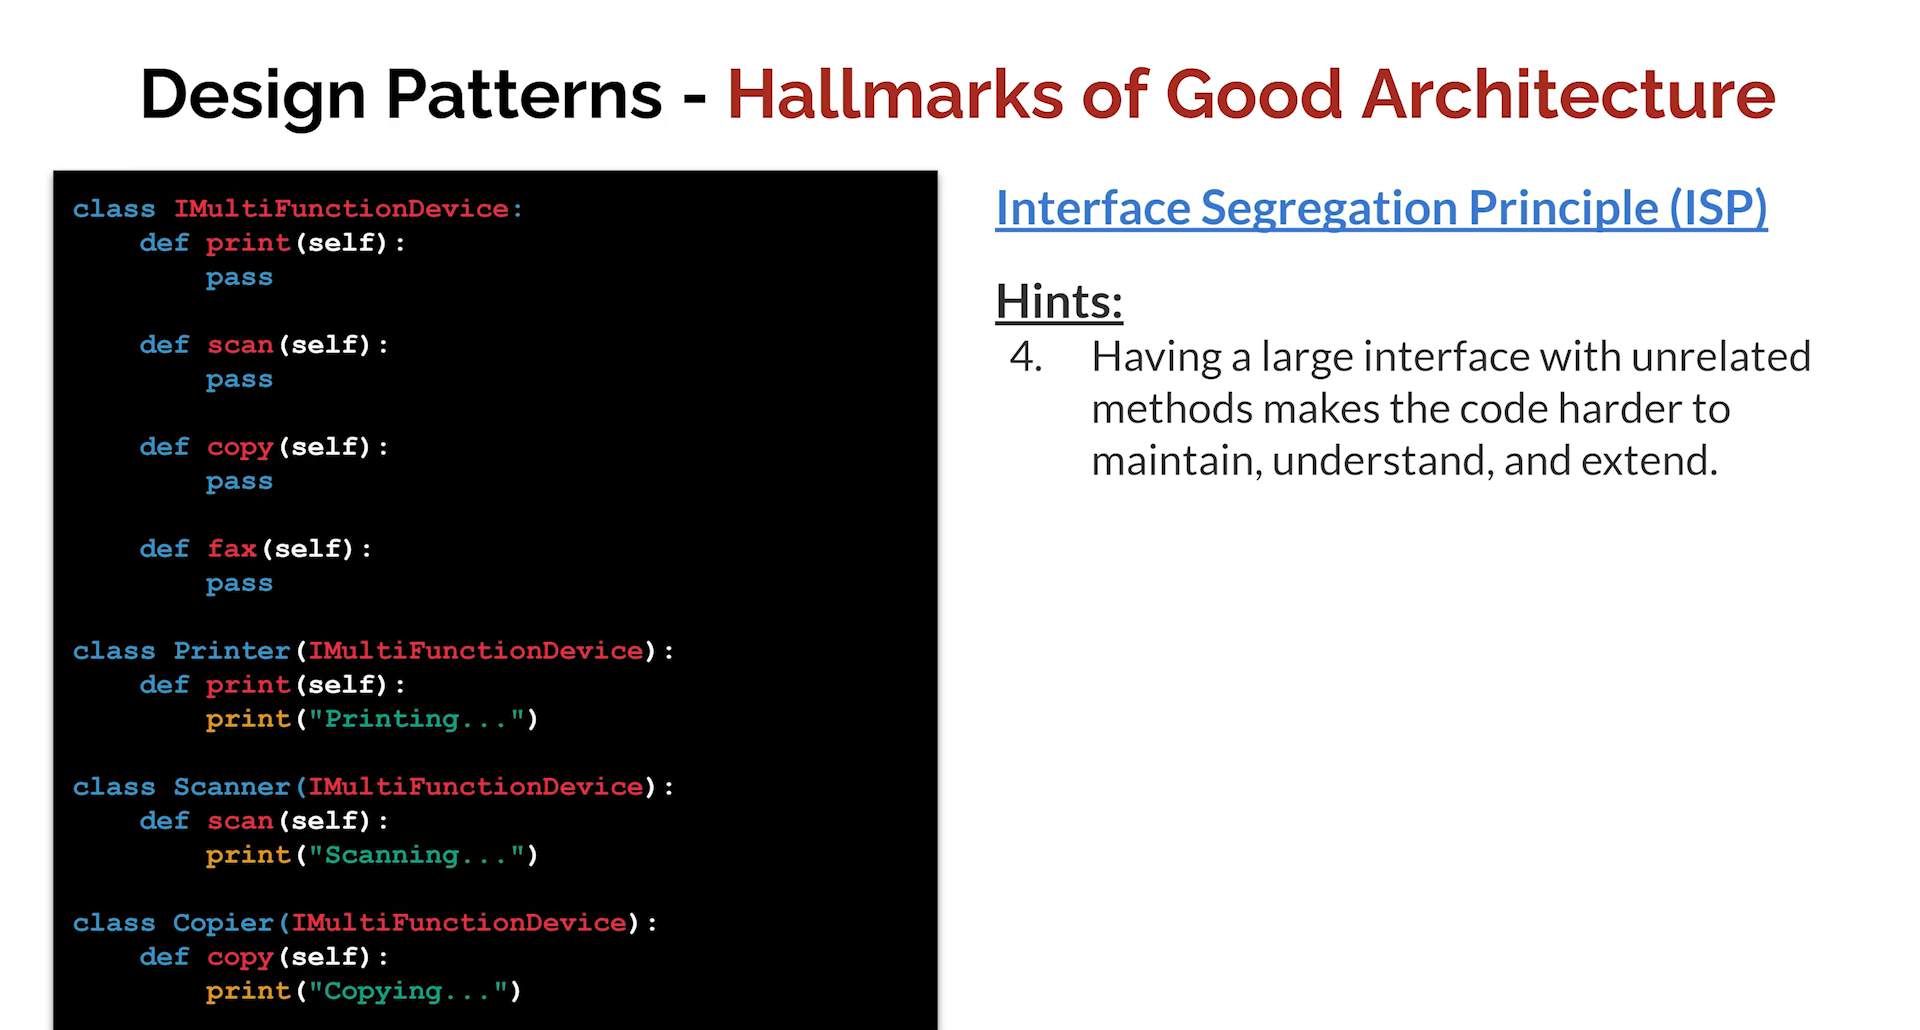 Design Patterns - Hallmarks of Good Architecture
class IMultiFunctionDevice:
    def print(self):
        pass

    def scan(self):
        pass

    def copy(self):
        pass

    def fax(self):
        pass

class Printer(IMultiFunctionDevice):
    def print(self):
        print("Printing...")

class Scanner(IMultiFunctionDevice):
    def scan(self):
        print("Scanning...")

class Copier(IMultiFunctionDevice):
    def copy(self):
        print("Copying...")
Interface Segregation Principle (ISP)
Hints:
4. Having a large interface with unrelated
methods makes the code harder to
maintain, understand, and extend.